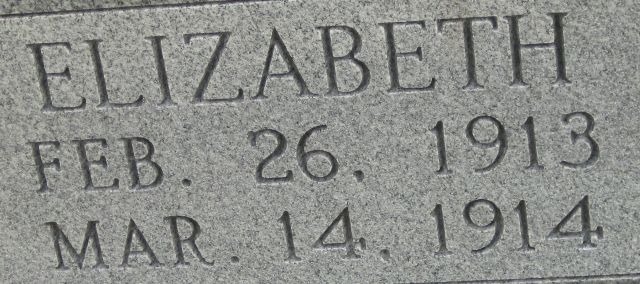 ELIZABETH
FEB. 26, 1913
MAR. 14, 1914